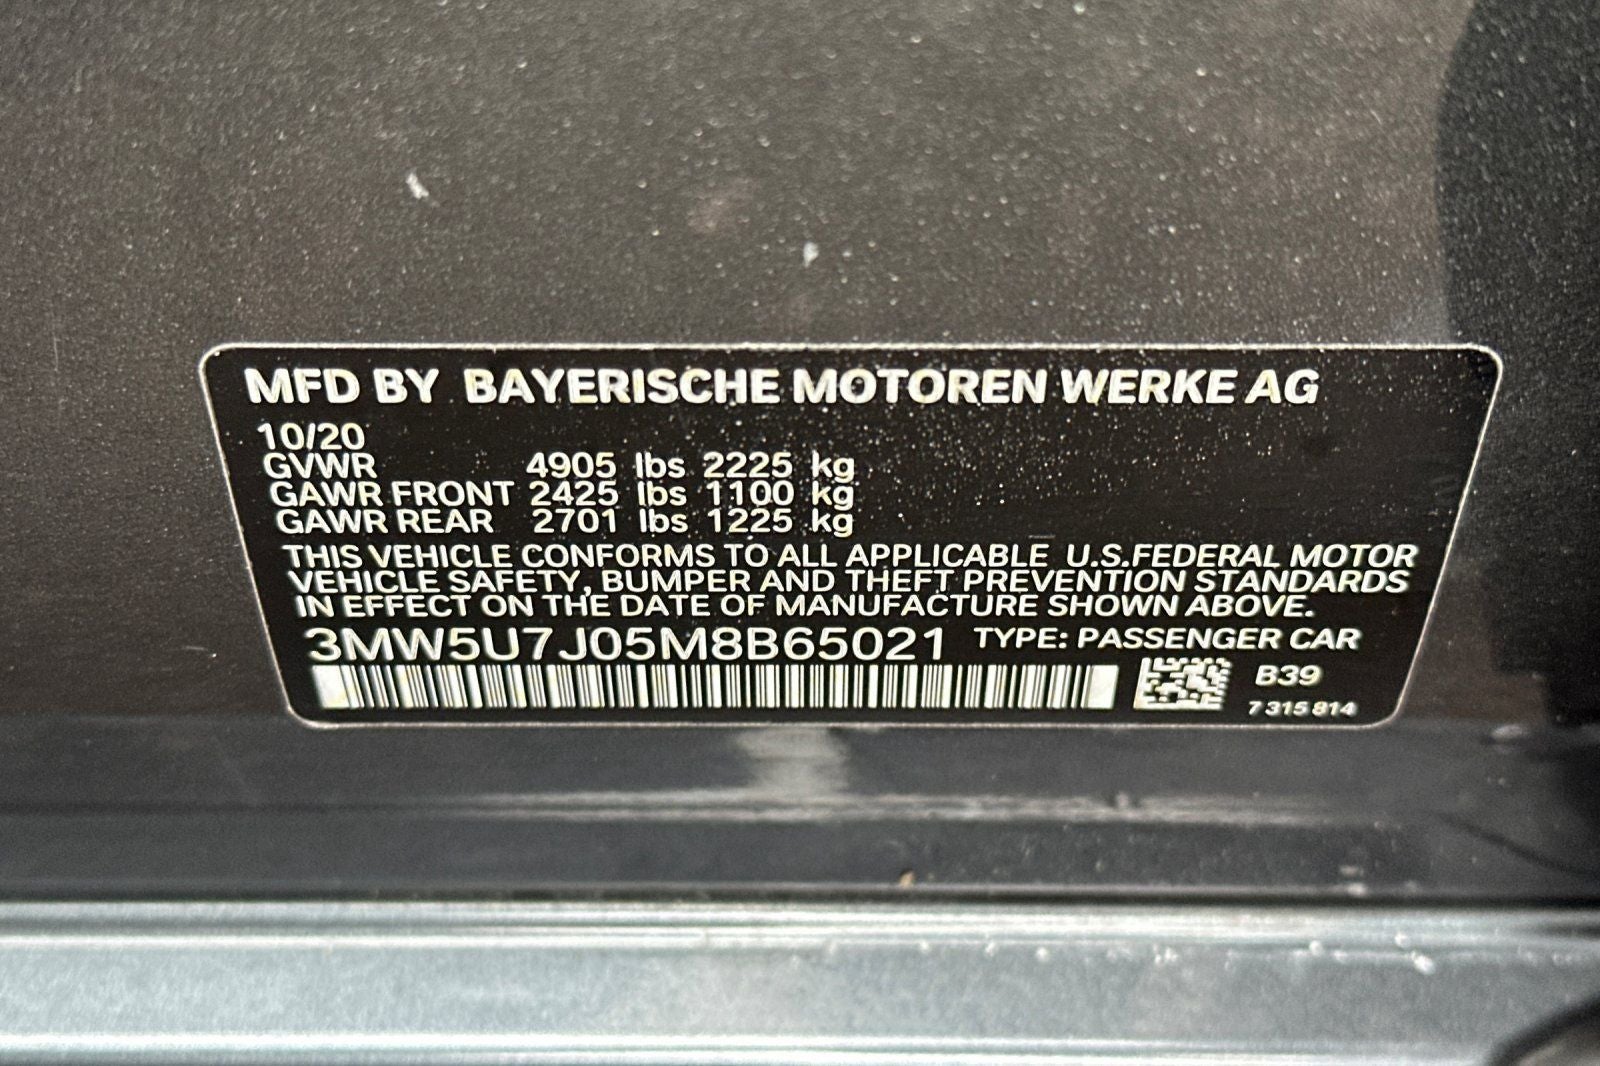 MFD BY BAYERISCHE MOTOREN WERKE AG
10/20
GVWR 4905 lbs 2225 kg
GAWR FRONT 2425 lbs 1100 kg
GAWR REAR 2701 lbs 1225 kg
THIS VEHICLE CONFORMS TO ALL APPLICABLE U.S.FEDERAL MOTOR
VEHICLE SAFETY, BUMPER AND THEFT PREVENTION STANDARDS
IN EFFECT ON THE DATE OF MANUFACTURE SHOWN ABOVE.
3MW5U7J05M8B65021 TYPE: PASSENGER CAR
B39
7 315 814